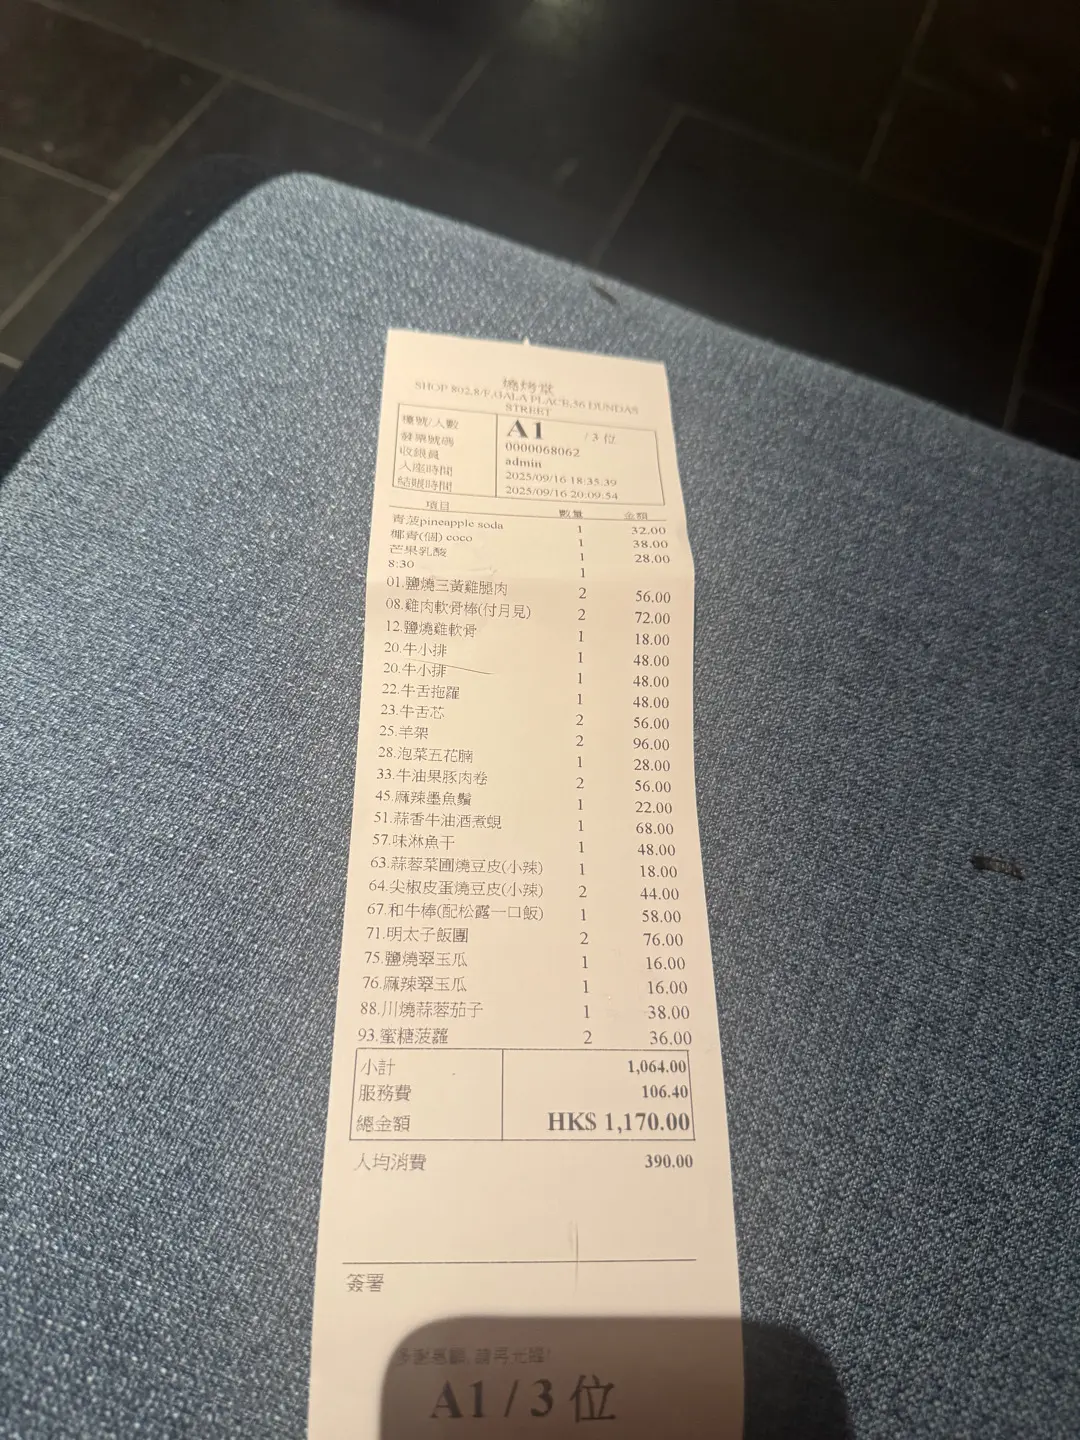 燒烤堂
SHOP 802,8/F,GALA PLACE,56 DUNDAS
STREET
檯號/人數 A1 / 3 位
發票號碼 0000068062
收銀員 admin
入座時間 2025/09/16 18:35:39
結賬時間 2025/09/16 20:09:54
項目 數量 金額
青菠pineapple soda 1 32.00
椰青(個) coco 1 38.00
芒果乳酸 1 28.00
8:30 1
01.鹽燒三黃雞腿肉 2 56.00
08.雞肉軟骨棒(付月見) 2 72.00
12.鹽燒雞軟骨 1 18.00
20.牛小排 1 48.00
20.牛小排 1 48.00
22.牛舌拖羅 1 48.00
23.牛舌芯 2 56.00
25.羊架 2 96.00
28.泡菜五花腩 1 28.00
33.牛油果豚肉卷 2 56.00
45.麻辣墨魚鬚 1 22.00
51.蒜香牛油酒煮蜆 1 68.00
57.味淋魚干 1 48.00
63.蒜蓉菜圃燒豆皮(小辣) 1 18.00
64.尖椒皮蛋燒豆皮(小辣) 2 44.00
67.和牛棒(配松露一口飯) 1 58.00
71.明太子飯團 2 76.00
75.鹽燒翠玉瓜 1 16.00
76.麻辣翠玉瓜 1 16.00
88.川燒蒜蓉茄子 1 38.00
93.蜜糖菠蘿 2 36.00
小計 1,064.00
服務費 106.40
總金額 HK$ 1,170.00
人均消費 390.00
簽署
多謝惠顧,請再光臨!
A1 / 3 位